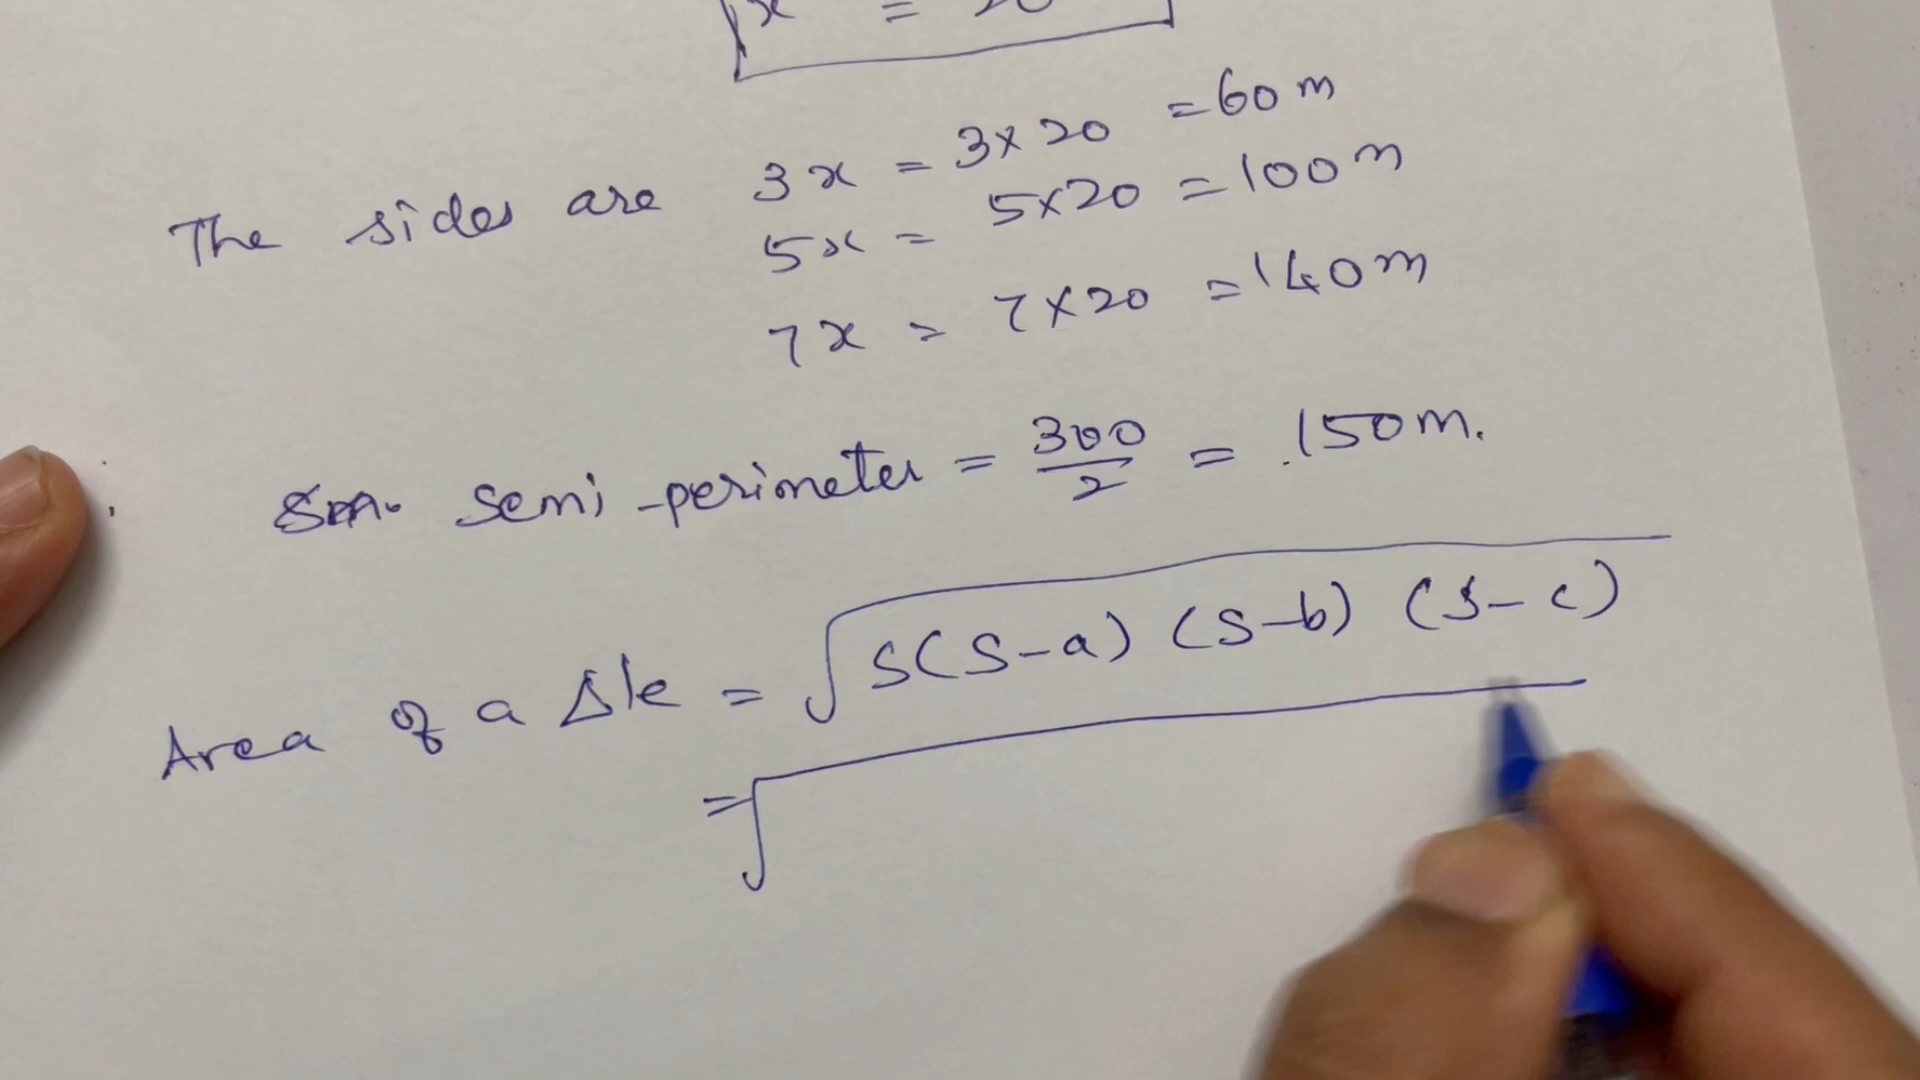 x = 20
The sides are 3x = 3×20 = 60 m
5x = 5×20 = 100 m
7x = 7×20 = 140 m
semi-perimeter = 300/2 = 150 m.
Area of a Δle = √s(s-a) (s-b) (s-c)
= √